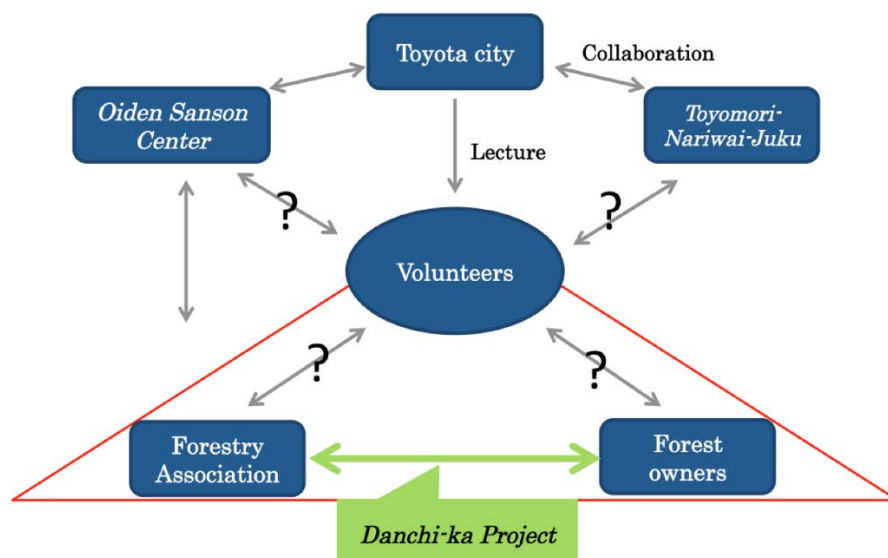 Toyota city
Collaboration
Oiden Sanson
Center
Toyomori-
Nariwai-Juku
Lecture
?
?
Volunteers
?
?
Forestry
Association
Forest
owners
Danchi-ka Project